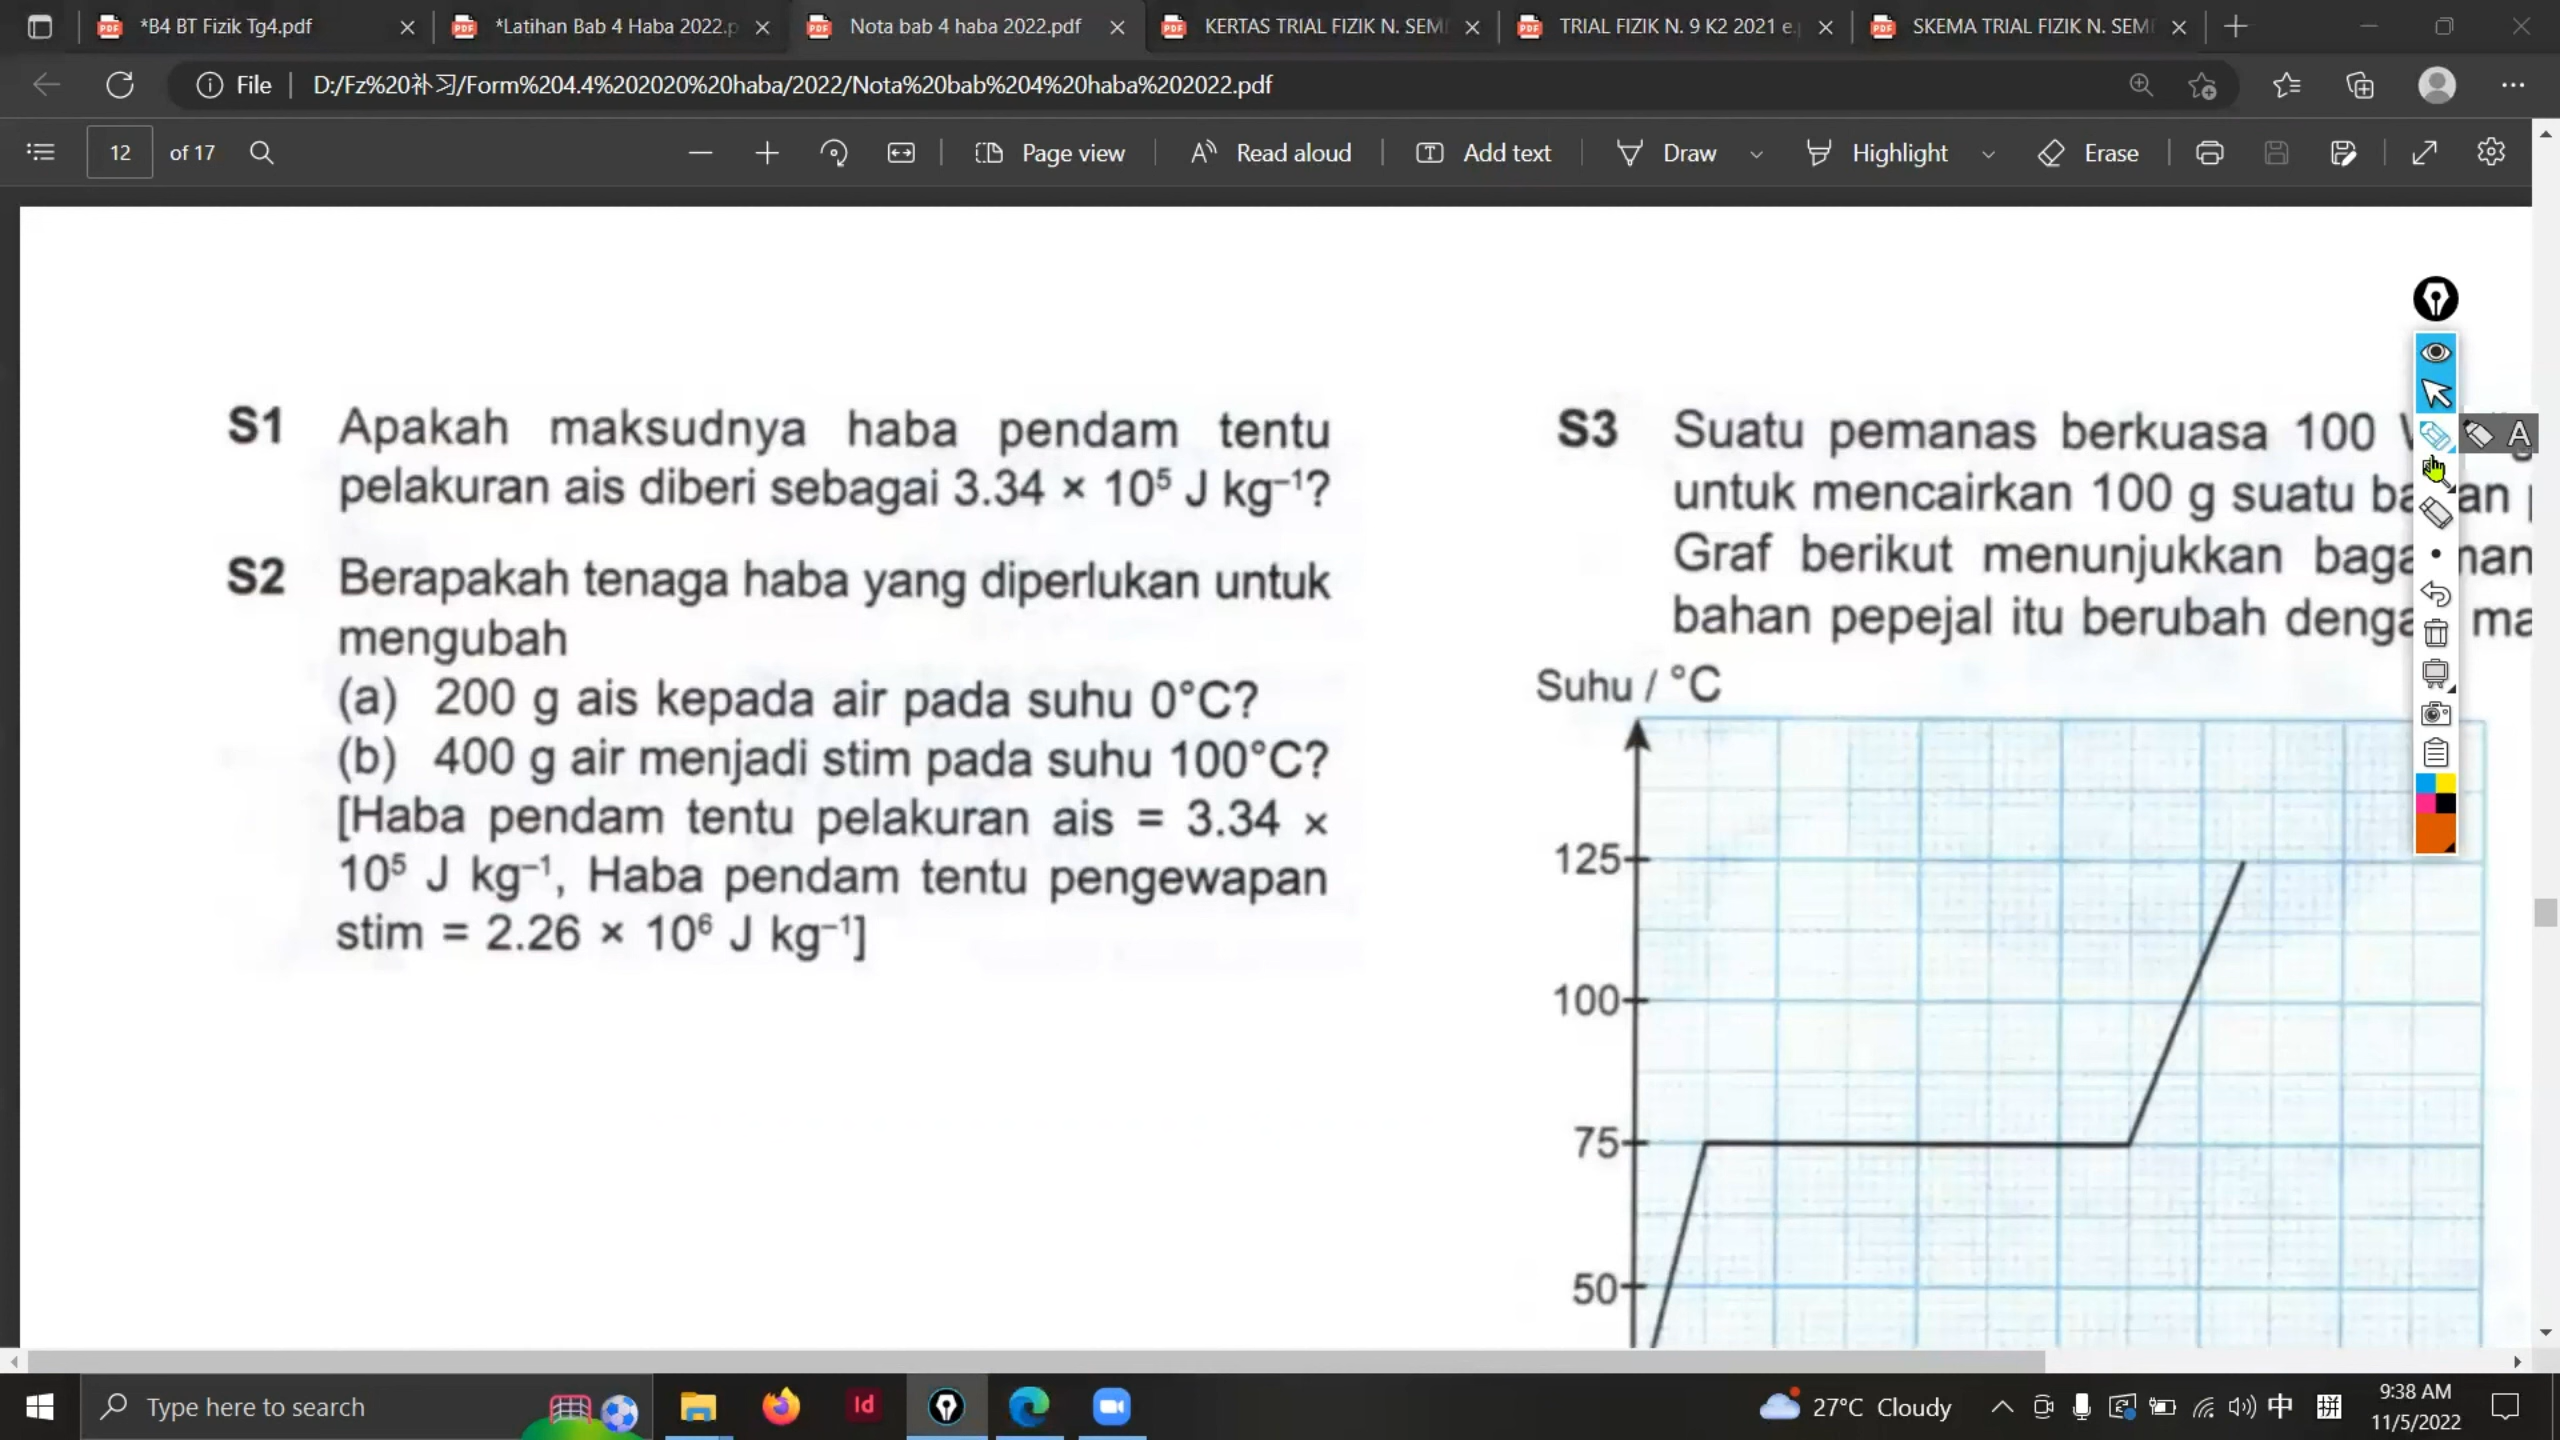 *B4 BT Fizik Tg4.pdf
*Latihan Bab 4 Haba 2022.p
Nota bab 4 haba 2022.pdf
KERTAS TRIAL FIZIK N. SEM
TRIAL FIZIK N. 9 K2 2021 e.
SKEMA TRIAL FIZIK N. SEM
File
D:/Fz%20补习/Form%204.4%202020%20haba/2022/Nota%20bab%204%20haba%202022.pdf
12 of 17
Page view
Read aloud
Add text
Draw
Highlight
Erase
S1 Apakah maksudnya haba pendam tentu
pelakuran ais diberi sebagai 3.34 × 10⁵ J kg⁻¹?
S2 Berapakah tenaga haba yang diperlukan untuk
mengubah
(a) 200 g ais kepada air pada suhu 0°C?
(b) 400 g air menjadi stim pada suhu 100°C?
[Haba pendam tentu pelakuran ais = 3.34 ×
10⁵ J kg⁻¹, Haba pendam tentu pengewapan
stim = 2.26 × 10⁶ J kg⁻¹]
S3 Suatu pemanas berkuasa 100
untuk mencairkan 100 g suatu
Graf berikut menunjukkan
bahan pepejal itu berubah
Suhu / °C
125
100
75
50
A
Type here to search
Id
27°C Cloudy
中
拼
9:38 AM
11/5/2022